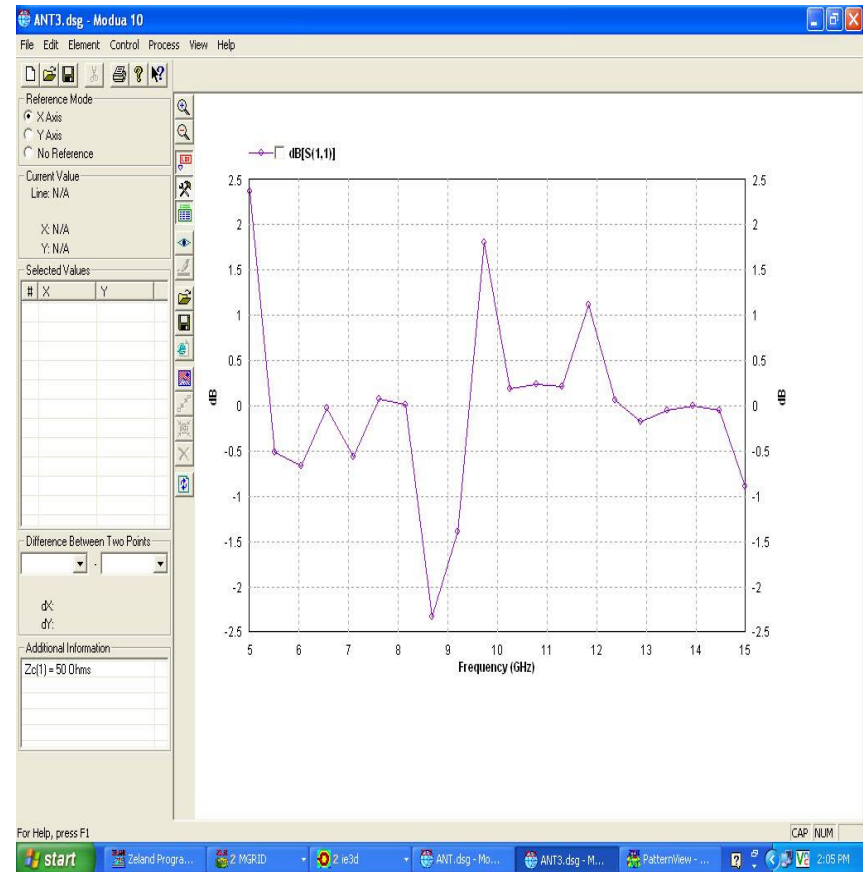 ANT3.dsg - Modua 10
File Edit Element Control Process View Help
Reference Mode
X Axis
Y Axis
No Reference
Current Value
Line: N/A
X: N/A
Y: N/A
Selected Values
# X Y
Difference Between Two Points
-
dX:
dY:
Additional Information
Zc(1) = 50 Ohms
dB[S(1,1)]
2.5 2.5
2 2
1.5 1.5
1 1
0.5 0.5
0 0
-0.5 -0.5
-1 -1
-1.5 -1.5
-2 -2
-2.5 -2.5
dB dB
5 6 7 8 9 10 11 12 13 14 15
Frequency (GHz)
For Help, press F1
CAP NUM
start Zeland Progra... 2 MGRID 2 ie3d ANT.dsg - Mo... ANT3.dsg - M... PatternView - ... 2:05 PM